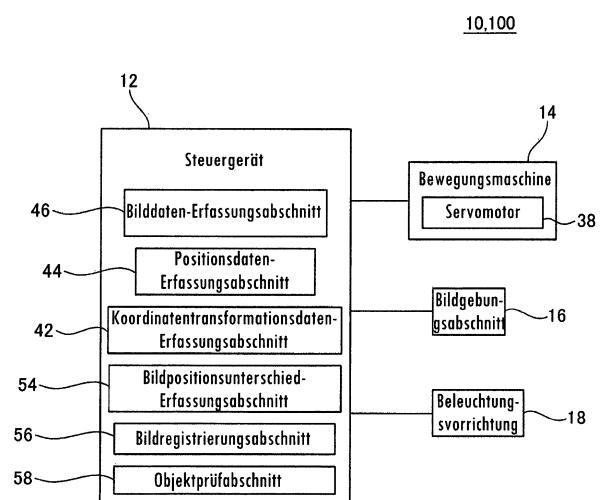 10,100
12
Steuergerät
46
Bilddaten-Erfassungsabschnitt
44
Positionsdaten-
Erfassungsabschnitt
42
Koordinatentransformationsdaten-
Erfassungsabschnitt
54
Bildpositionsunterschied-
Erfassungsabschnitt
56
Bildregistrierungsabschnitt
58
Objektprüfabschnitt
14
Bewegungsmaschine
Servomotor
38
Bildgebun-
gsabschnitt
16
Beleuchtung-
svorrichtung
18